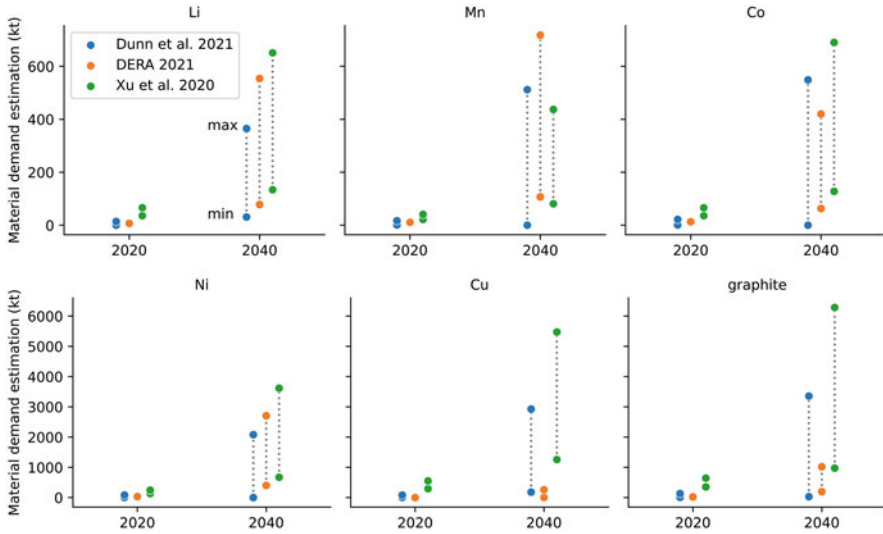 Li
Mn
Co
Material demand estimation (kt)
600
400
200
0
Dunn et al. 2021
DERA 2021
Xu et al. 2020
max
min
2020
2040
2020
2040
2020
2040
Ni
Cu
graphite
Material demand estimation (kt)
6000
5000
4000
3000
2000
1000
0
2020
2040
2020
2040
2020
2040